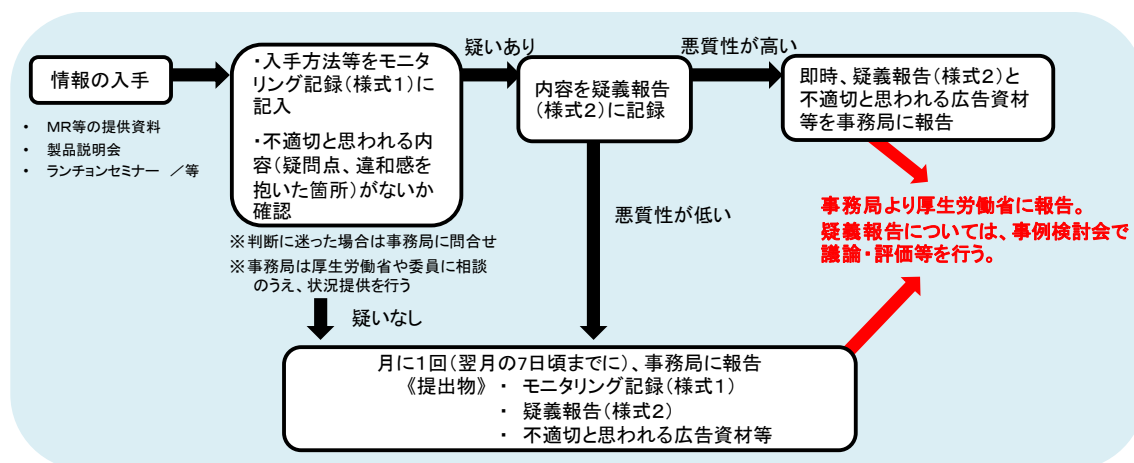 情報の入手
・ MR等の提供資料
・ 製品説明会
・ ランチョンセミナー ／等
・入手方法等をモニタ
リング記録(様式1)に
記入
・不適切と思われる内
容(疑問点、違和感を
抱いた箇所)がないか
確認
※判断に迷った場合は事務局に問合せ
※事務局は厚生労働省や委員に相談
のうえ、状況提供を行う
疑いあり
内容を疑義報告
(様式2)に記録
悪質性が高い
即時、疑義報告(様式2)と
不適切と思われる広告資材
等を事務局に報告
悪質性が低い
事務局より厚生労働省に報告。
疑義報告については、事例検討会で
議論・評価等を行う。
疑いなし
月に1回(翌月の7日頃までに)、事務局に報告
《提出物》 ・ モニタリング記録(様式1)
・ 疑義報告(様式2)
・ 不適切と思われる広告資材等